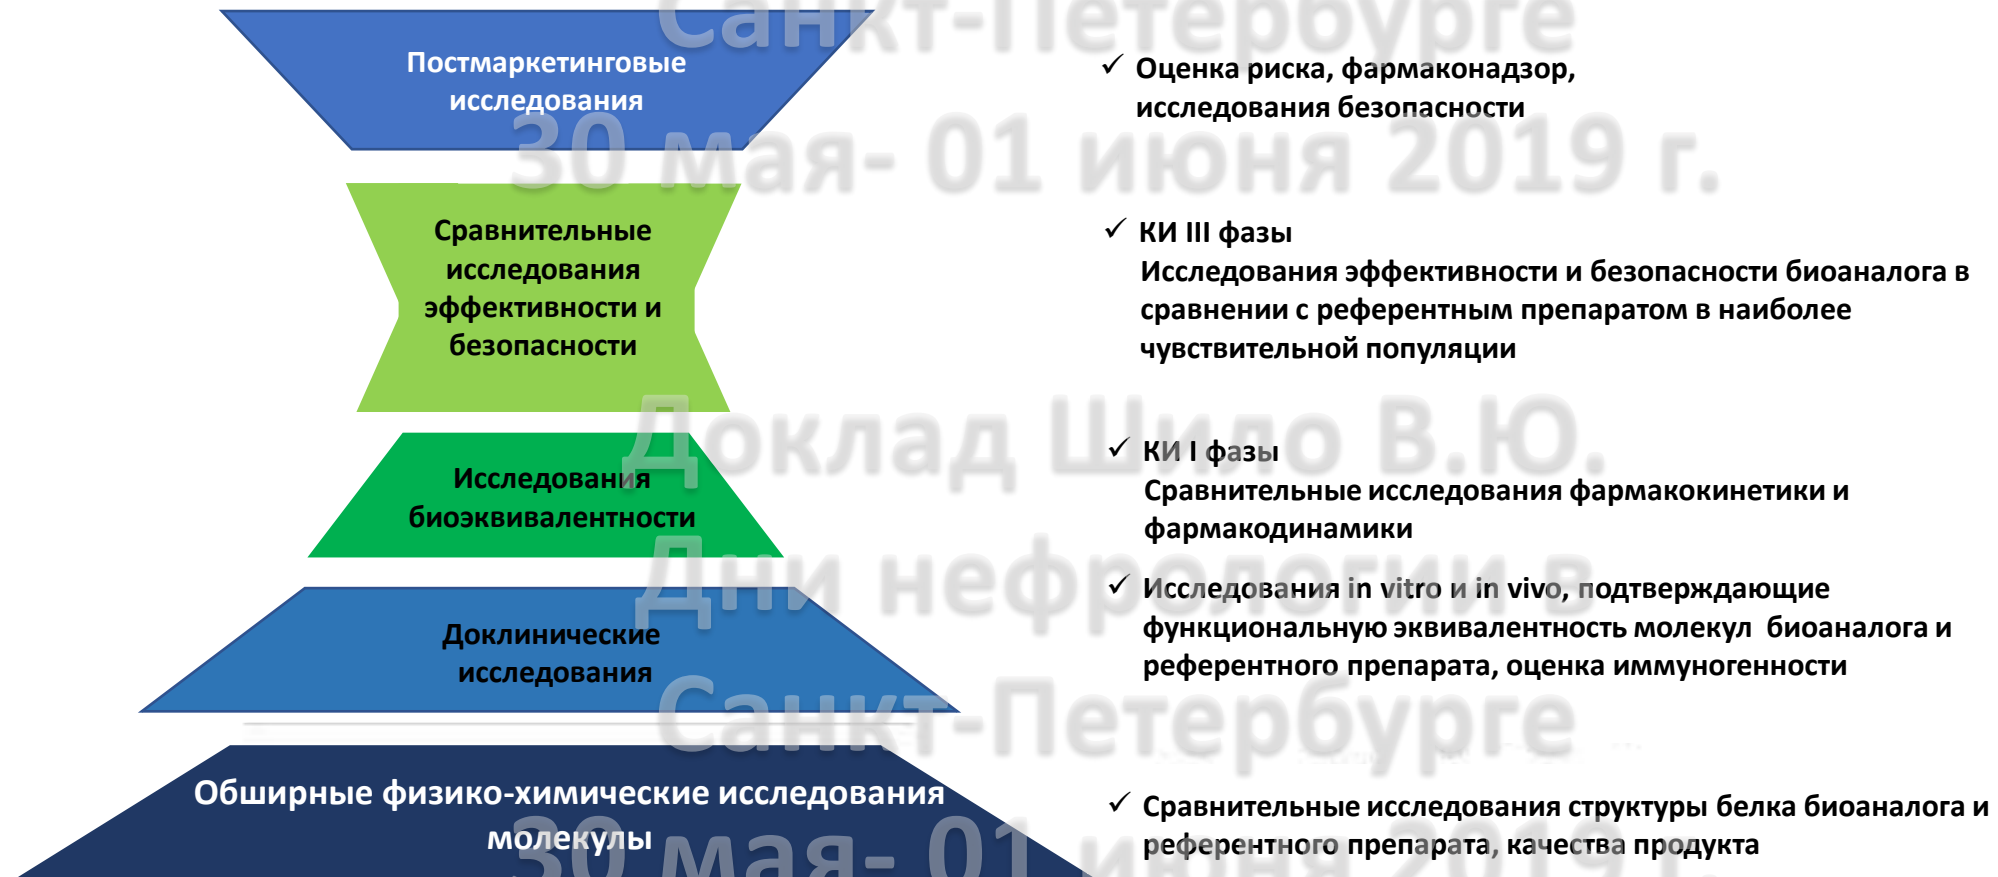 Санкт-Петербурге
Постмаркетинговые
исследования
✓ Оценка риска, фармаконадзор,
исследования безопасности
30 мая- 01 июня 2019 г.
Сравнительные
исследования
эффективности и
безопасности
✓ КИ III фазы
Исследования эффективности и безопасности биоаналога в
сравнении с референтным препаратом в наиболее
чувствительной популяции
Доклад Шило В.Ю.
Исследования
биоэквивалентности
✓ КИ I фазы
Сравнительные исследования фармакокинетики и
фармакодинамики
Дни нефрологии в
Доклинические
исследования
✓ Исследования in vitro и in vivo, подтверждающие
функциональную эквивалентность молекул биоаналога и
референтного препарата, оценка иммуногенности
Санкт-Петербурге
Обширные физико-химические исследования
молекулы
✓ Сравнительные исследования структуры белка биоаналога и
референтного препарата, качества продукта
30 мая- 01 июня 2019 г.